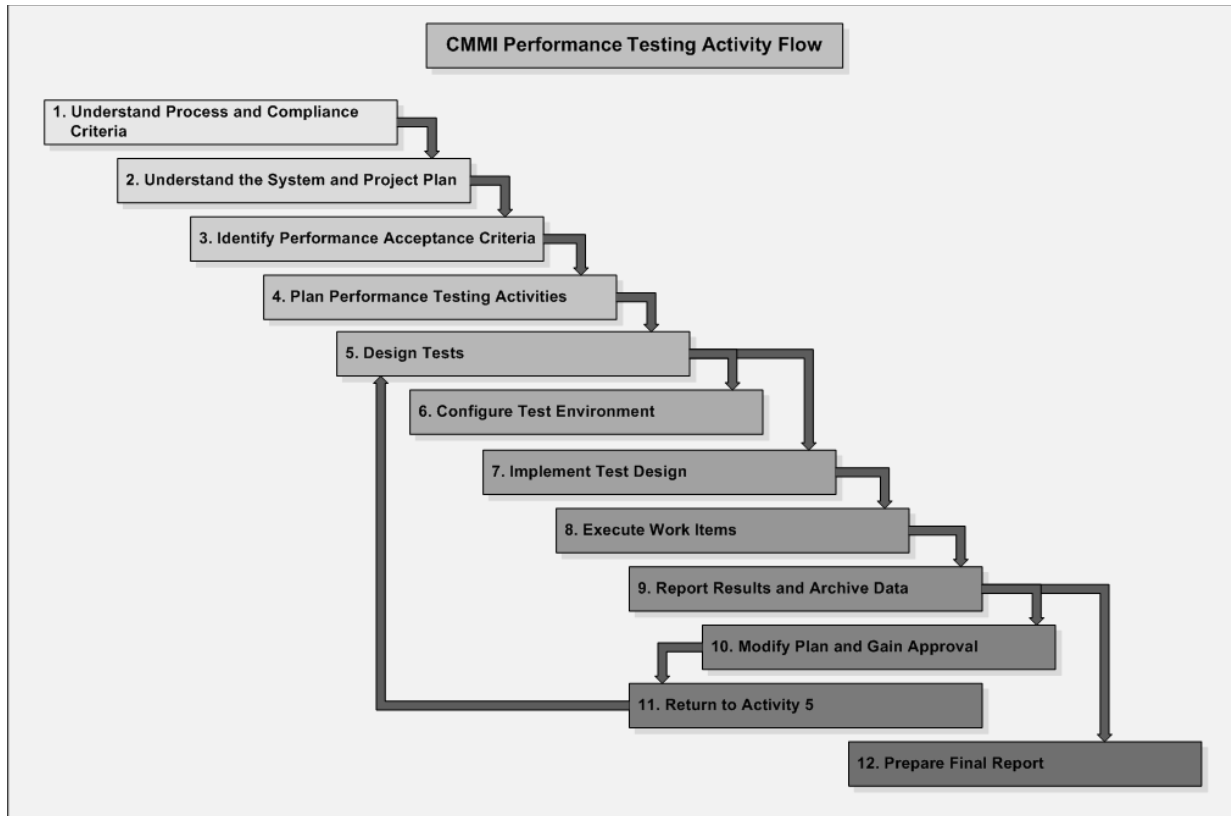 CMMI Performance Testing Activity Flow
1. Understand Process and Compliance
Criteria
2. Understand the System and Project Plan
3. Identify Performance Acceptance Criteria
4. Plan Performance Testing Activities
5. Design Tests
6. Configure Test Environment
7. Implement Test Design
8. Execute Work Items
9. Report Results and Archive Data
10. Modify Plan and Gain Approval
11. Return to Activity 5
12. Prepare Final Report